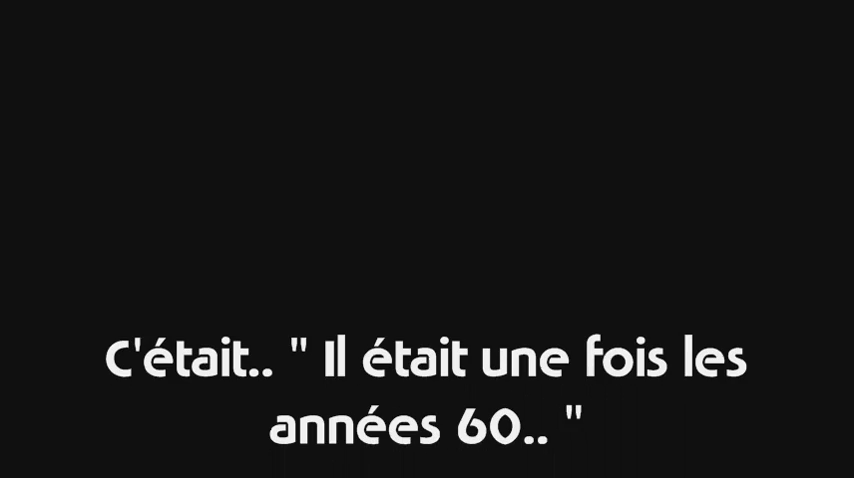 C'était.. " Il était une fois les
années 60.. "